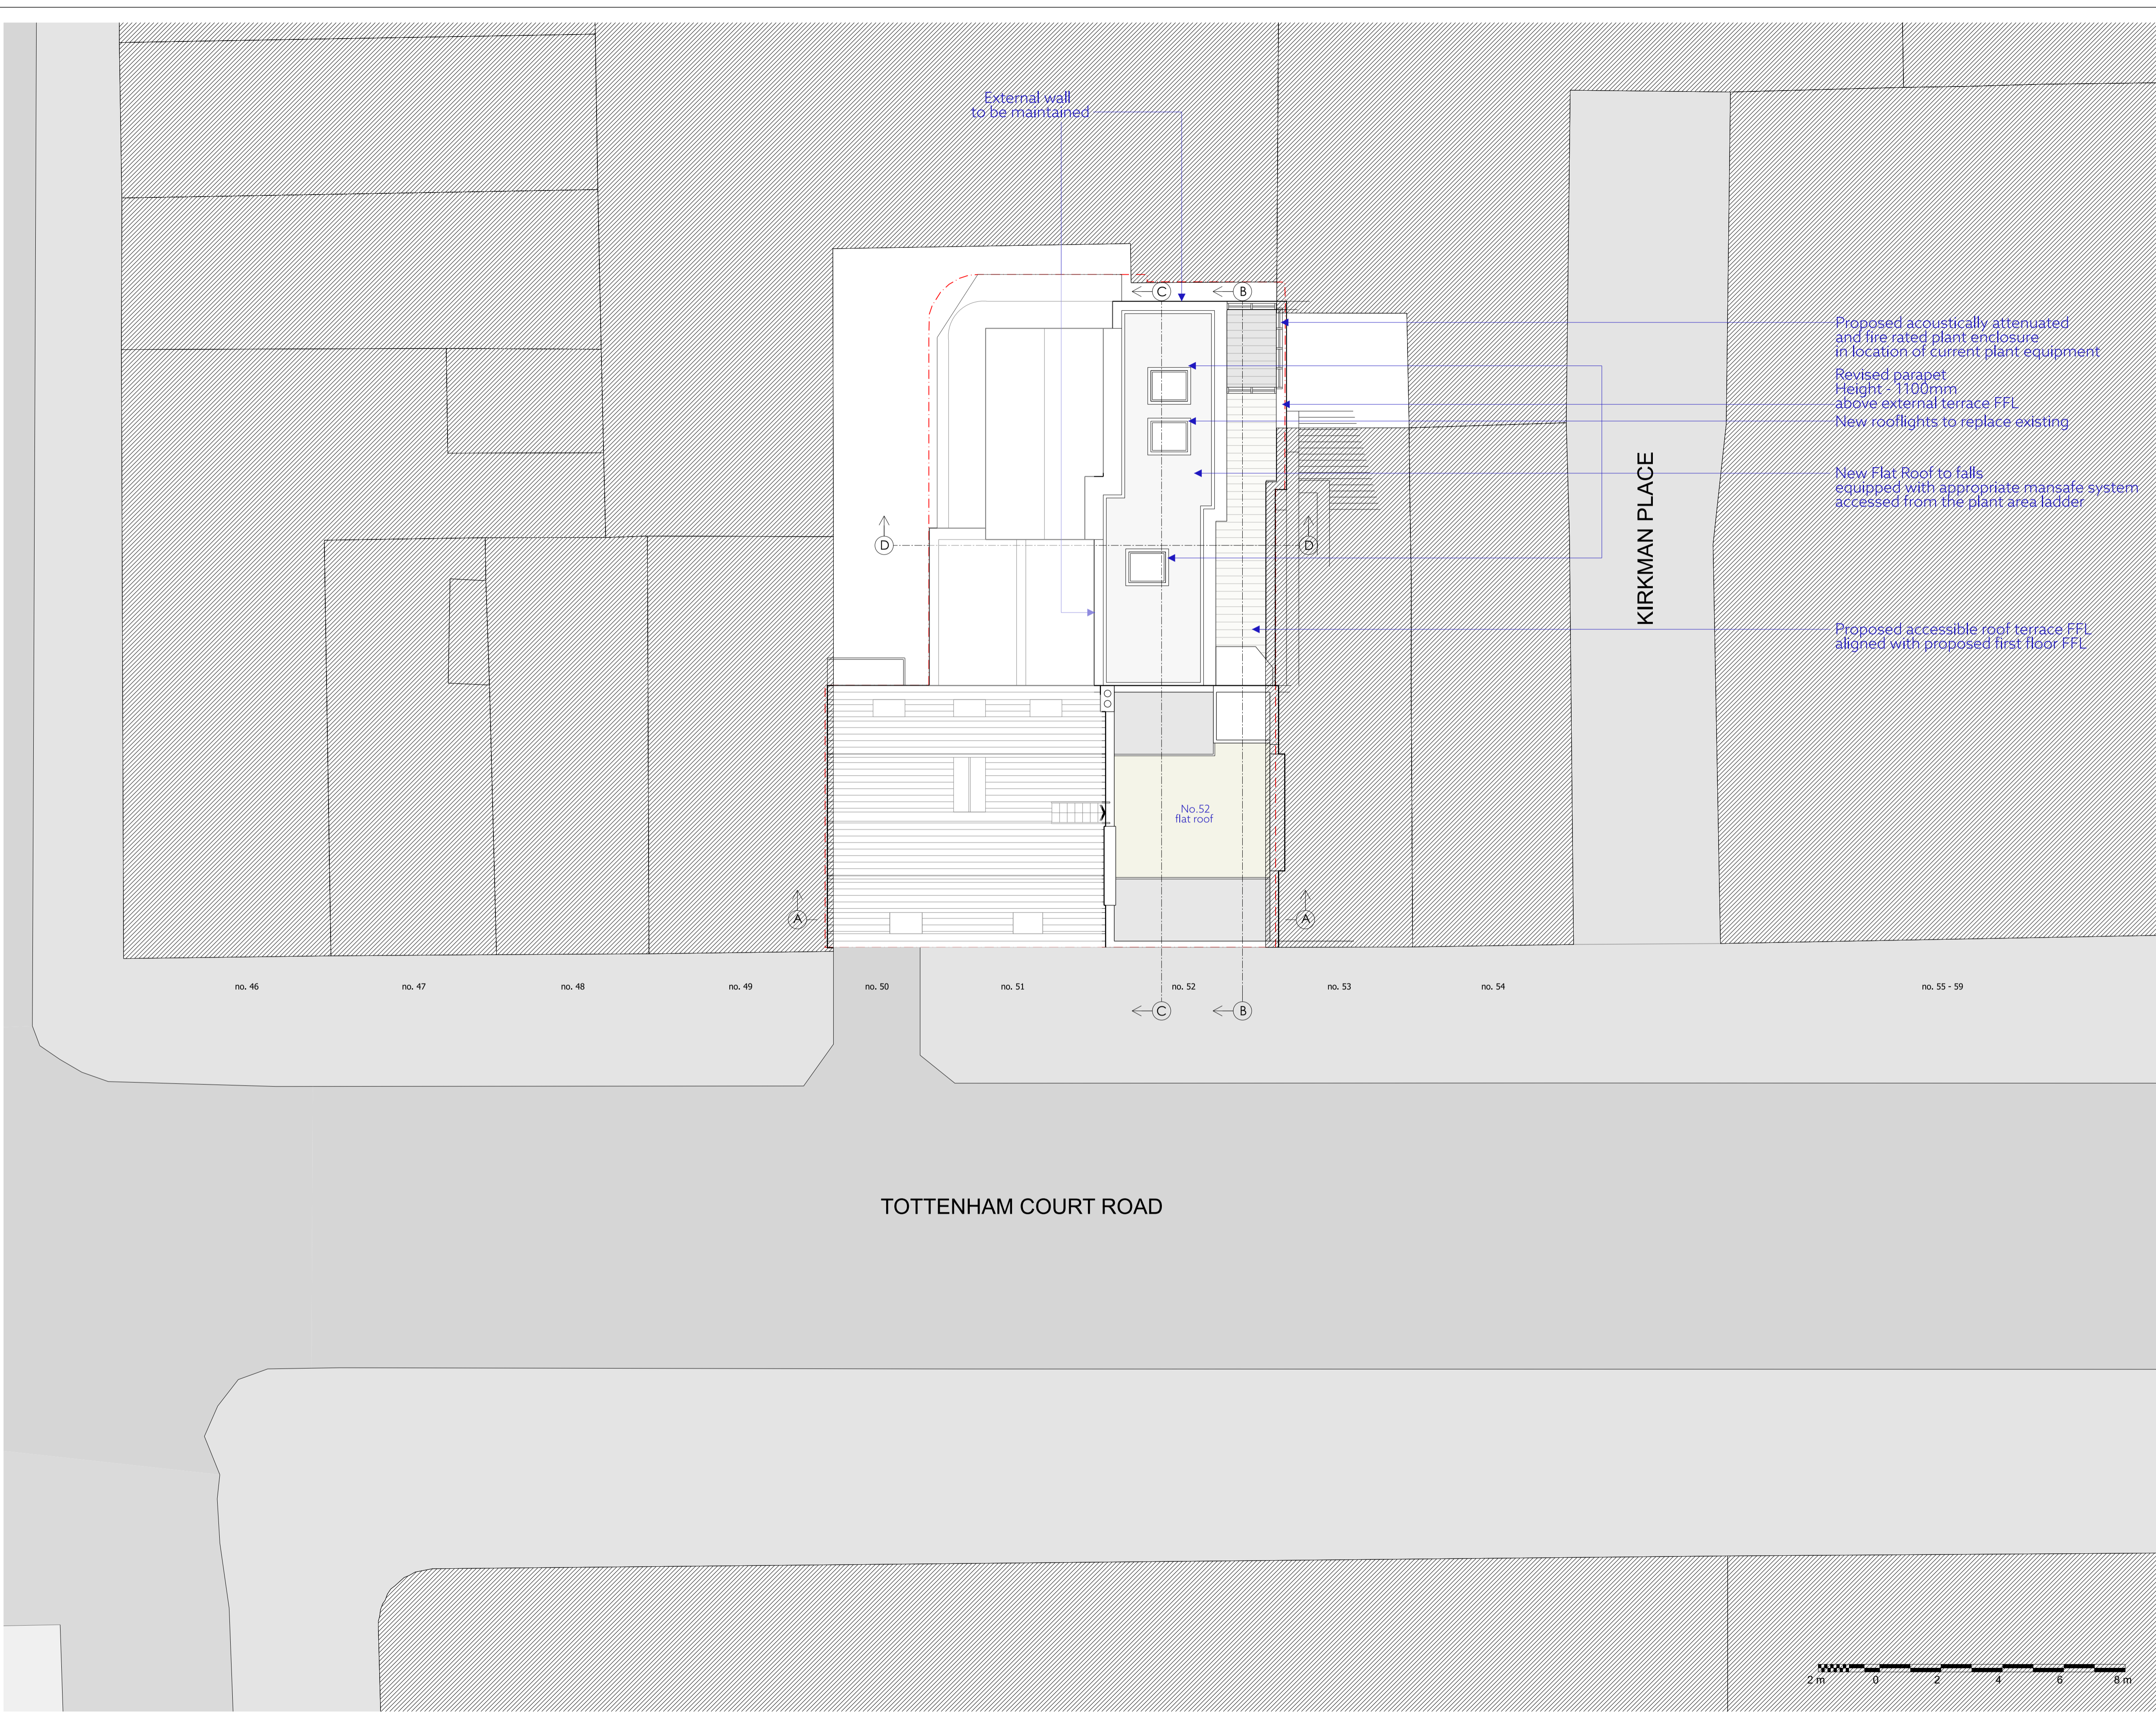 External wall
to be maintained
C
B
Proposed acoustically attenuated
and fire rated plant enclosure
in location of current plant equipment
Revised parapet
Height - 1100mm
above external terrace FFL
New rooflights to replace existing
New Flat Roof to falls
equipped with appropriate mansafe system
accessed from the plant area ladder
KIRKMAN PLACE
D
D
Proposed accessible roof terrace FFL
aligned with proposed first floor FFL
No.52
flat roof
A
A
no. 46
no. 47
no. 48
no. 49
no. 50
no. 51
no. 52
no. 53
no. 54
no. 55 - 59
C
B
TOTTENHAM COURT ROAD
2 m 0 2 4 6 8 m